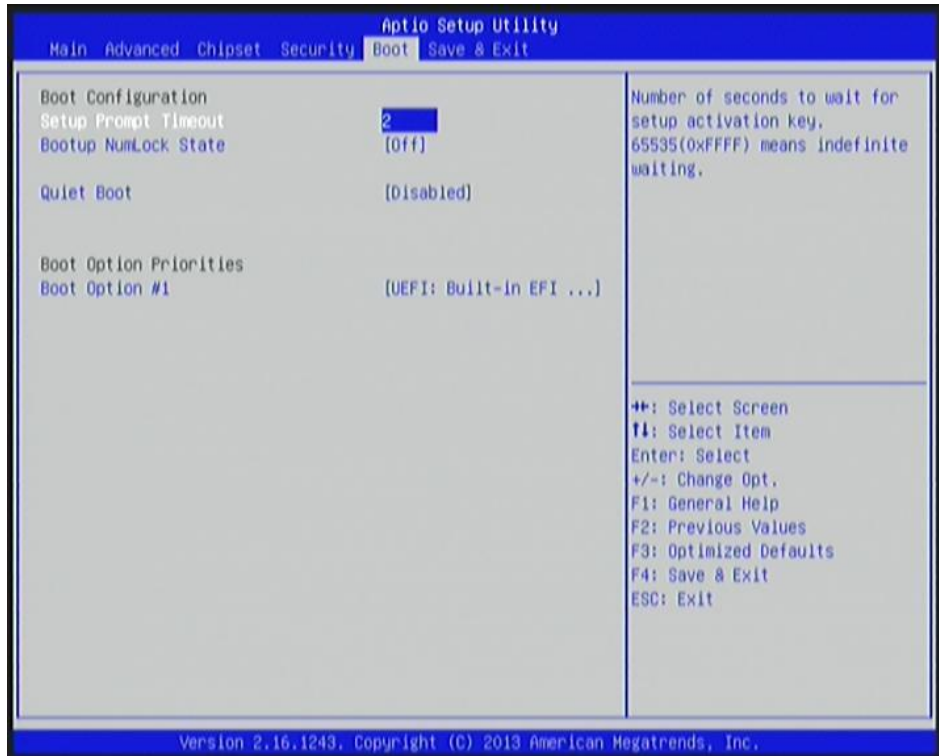 Aptio Setup Utility
Main Advanced Chipset Security Boot Save & Exit
Boot Configuration
Setup Prompt Timeout 2
Bootup NumLock State [Off]
Quiet Boot [Disabled]
Boot Option Priorities
Boot Option #1 [UEFI: Built-in EFI ...]
Number of seconds to wait for
setup activation key.
65535(0xFFFF) means indefinite
waiting.
→←: Select Screen
↑↓: Select Item
Enter: Select
+/-: Change Opt.
F1: General Help
F2: Previous Values
F3: Optimized Defaults
F4: Save & Exit
ESC: Exit
Version 2.16.1243. Copyright (C) 2013 American Megatrends, Inc.